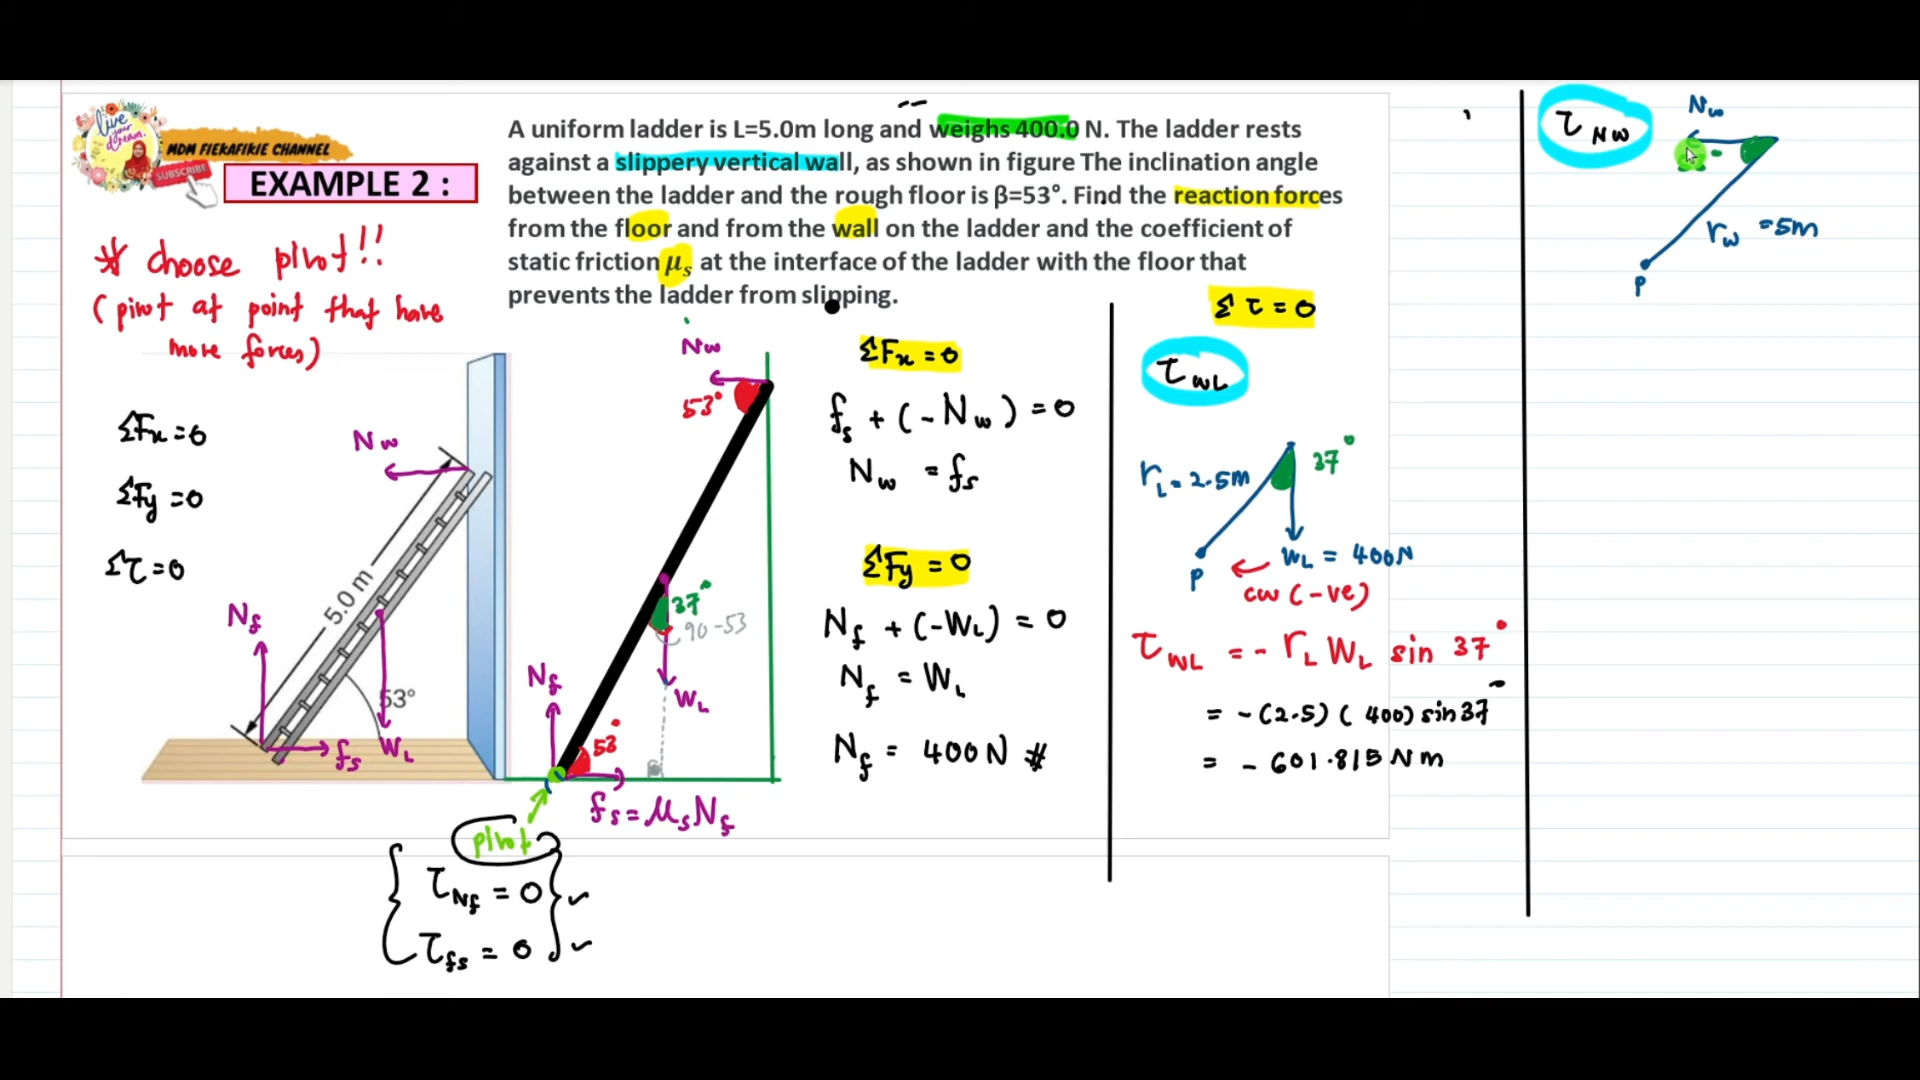 live
your
dream.
MDM FIEKAFIKIE CHANNEL
SUBSCRIBE
EXAMPLE 2 :
A uniform ladder is L=5.0m long and weighs 400.0 N. The ladder rests
against a slippery vertical wall, as shown in figure The inclination angle
between the ladder and the rough floor is β=53°. Find the reaction forces
from the floor and from the wall on the ladder and the coefficient of
static friction μs at the interface of the ladder with the floor that
prevents the ladder from slipping.
* choose pivot!!
(pivot at point that have
more forces)
ΣFx = 0
ΣFy = 0
Στ = 0
Nw
5.0 m
Nf
53°
fs
WL
Nw
53°
37°
90-53
WL
Nf
53°
fs = μsNf
pivot
τNf = 0
τfs = 0
ΣFx = 0
fs + (-Nw) = 0
Nw = fs
ΣFy = 0
Nf + (-WL) = 0
Nf = WL
Nf = 400N #
Στ = 0
τWL
rL = 2.5m
37°
P
WL = 400N
cw (-ve)
τWL = - rL WL sin 37°
= -(2.5)(400) sin 37°
= - 601.815 Nm
τNW
Nw
rw = 5m
P